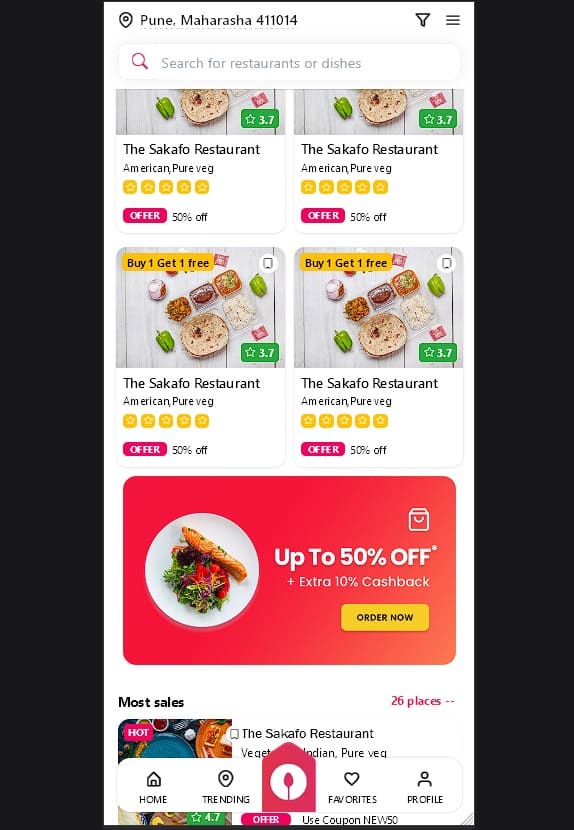 Pune, Maharasha 411014
Search for restaurants or dishes
3.7
3.7
The Sakafo Restaurant
American,Pure veg
OFFER 50% off
The Sakafo Restaurant
American,Pure veg
OFFER 50% off
Buy 1 Get 1 free
3.7
The Sakafo Restaurant
American,Pure veg
OFFER 50% off
Buy 1 Get 1 free
3.7
The Sakafo Restaurant
American,Pure veg
OFFER 50% off
Up To 50% OFF*
+ Extra 10% Cashback
ORDER NOW
Most sales
26 places --
HOT
The Sakafo Restaurant
Indian, Pure veg
4.7
OFFER Use Coupon NEW50
HOME
TRENDING
FAVORITES
PROFILE